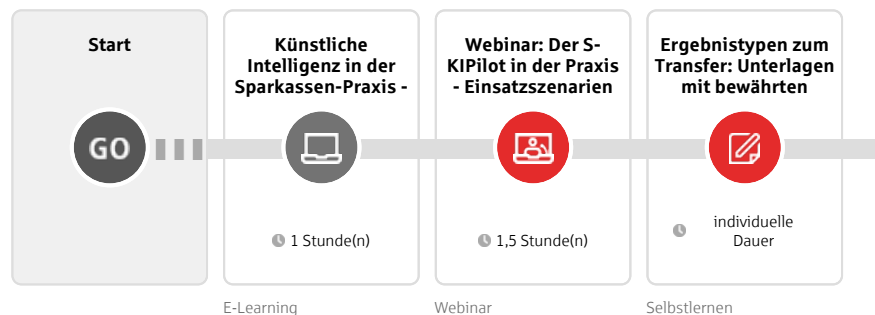 Start
GO
Künstliche
Intelligenz in der
Sparkassen-Praxis -
1 Stunde(n)
E-Learning
Webinar: Der S-
KIPilot in der Praxis
- Einsatzszenarien
1,5 Stunde(n)
Webinar
Ergebnistypen zum
Transfer: Unterlagen
mit bewährten
individuelle
Dauer
Selbstlernen